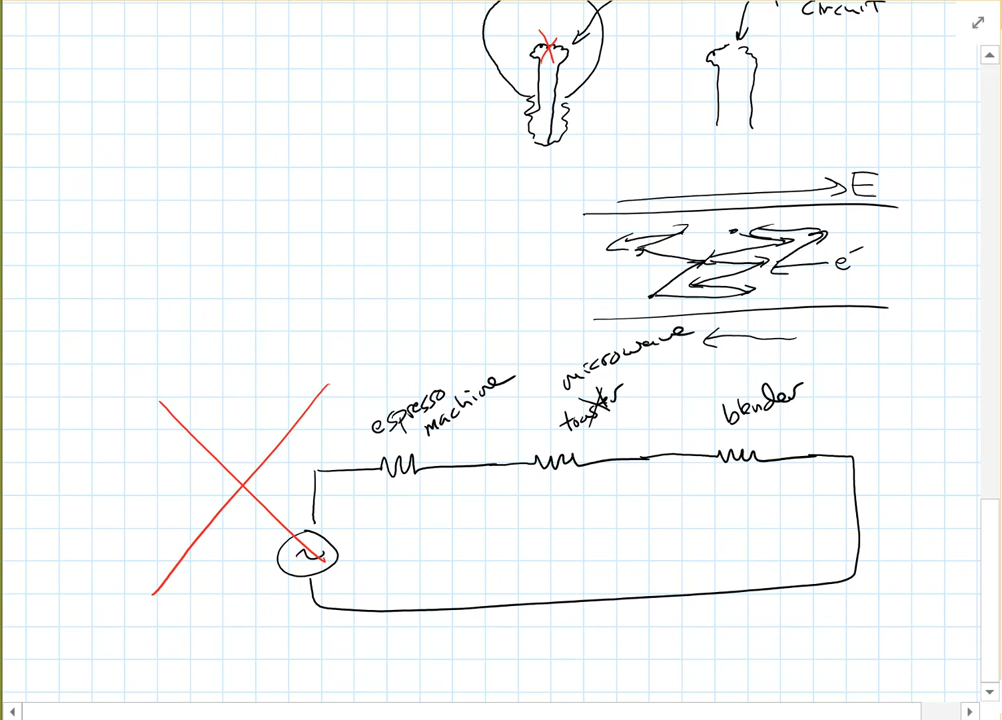 circuit
E
e⁻
espresso
machine
microwave
toaster
blender